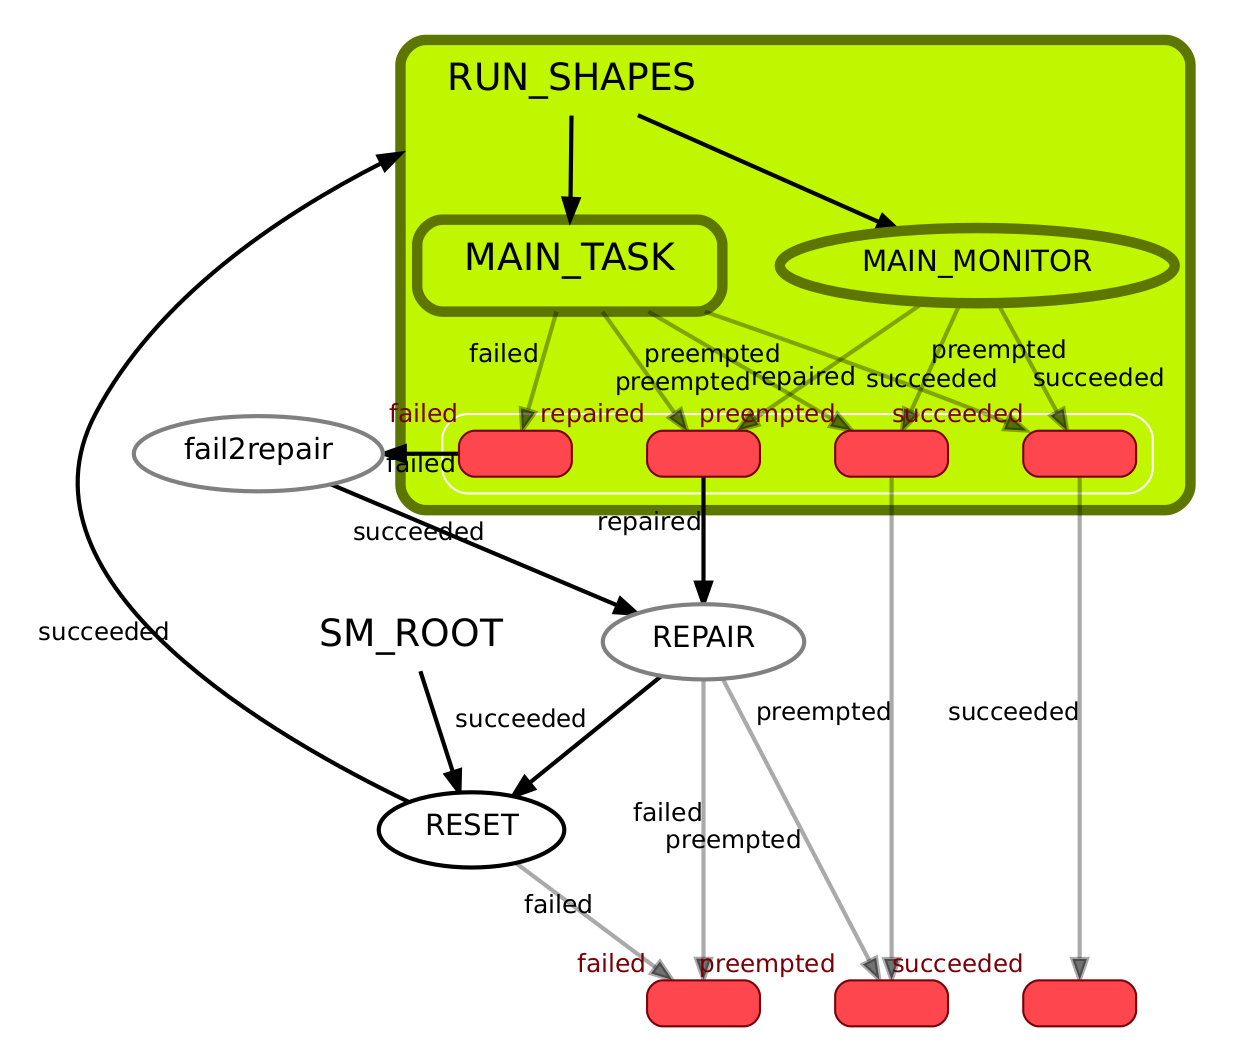 RUN_SHAPES
MAIN_TASK
MAIN_MONITOR
failed
preempted
preempted
preempted
repaired
succeeded
succeeded
failed
repaired
preempted
succeeded
fail2repair
failed
succeeded
repaired
succeeded
SM_ROOT
REPAIR
succeeded
preempted
succeeded
RESET
failed
preempted
failed
failed
preempted
succeeded